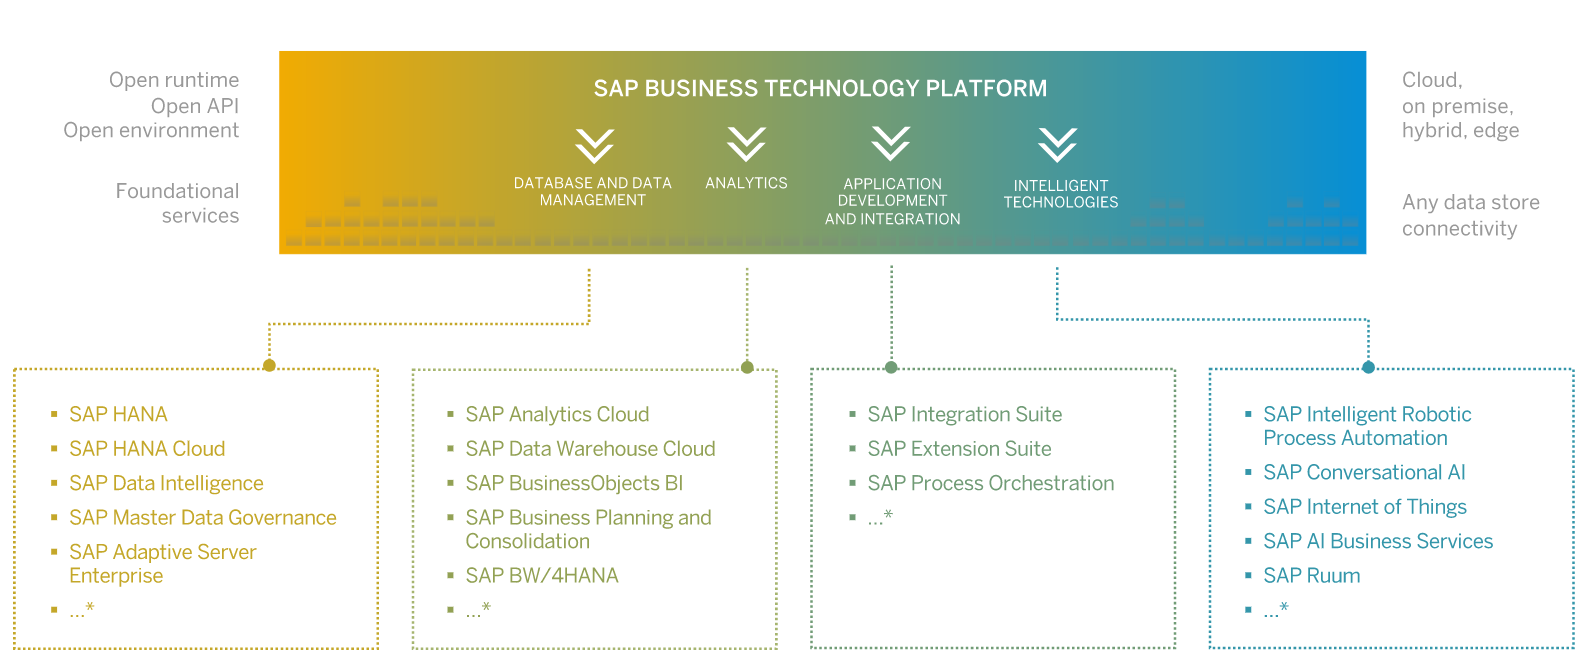 Open runtime
Open API
Open environment
Foundational
services
SAP BUSINESS TECHNOLOGY PLATFORM
DATABASE AND DATA
MANAGEMENT
ANALYTICS
APPLICATION
DEVELOPMENT
AND INTEGRATION
INTELLIGENT
TECHNOLOGIES
Cloud,
on premise,
hybrid, edge
Any data store
connectivity
SAP HANA
SAP HANA Cloud
SAP Data Intelligence
SAP Master Data Governance
SAP Adaptive Server
Enterprise
...*
SAP Analytics Cloud
SAP Data Warehouse Cloud
SAP BusinessObjects BI
SAP Business Planning and
Consolidation
SAP BW/4HANA
...*
SAP Integration Suite
SAP Extension Suite
SAP Process Orchestration
...*
SAP Intelligent Robotic
Process Automation
SAP Conversational AI
SAP Internet of Things
SAP AI Business Services
SAP Ruum
...*